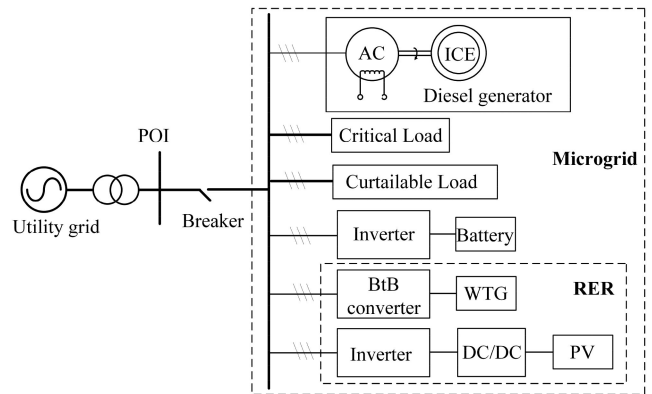 AC
ICE
Diesel generator
POI
Critical Load
Microgrid
Curtailable Load
Utility grid
Breaker
Inverter
Battery
BtB
converter
WTG
RER
Inverter
DC/DC
PV